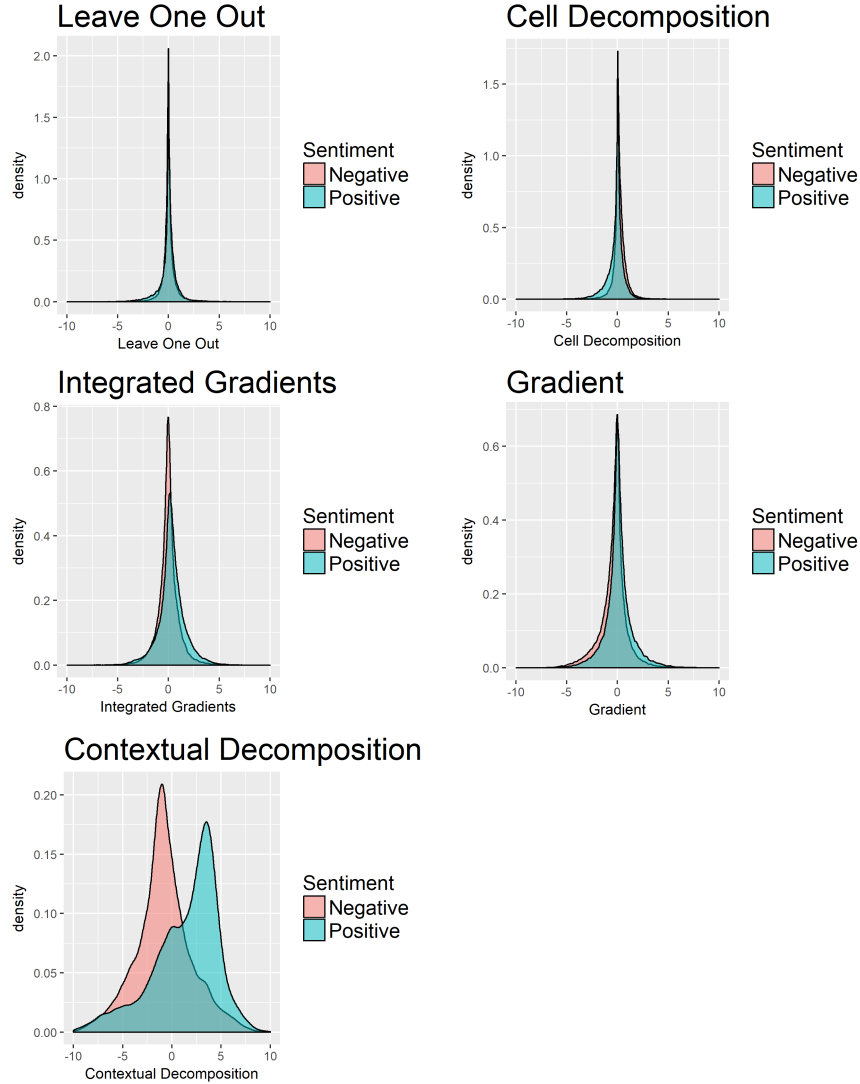 Leave One Out
density
2.0
1.5
1.0
0.5
0.0
-10 -5 0 5 10
Leave One Out
Sentiment
Negative
Positive
Cell Decomposition
density
1.5
1.0
0.5
0.0
-10 -5 0 5 10
Cell Decomposition
Sentiment
Negative
Positive
Integrated Gradients
density
0.8
0.6
0.4
0.2
0.0
-10 -5 0 5 10
Integrated Gradients
Sentiment
Negative
Positive
Gradient
density
0.6
0.4
0.2
0.0
-10 -5 0 5 10
Gradient
Sentiment
Negative
Positive
Contextual Decomposition
density
0.20
0.15
0.10
0.05
0.00
-10 -5 0 5 10
Contextual Decomposition
Sentiment
Negative
Positive